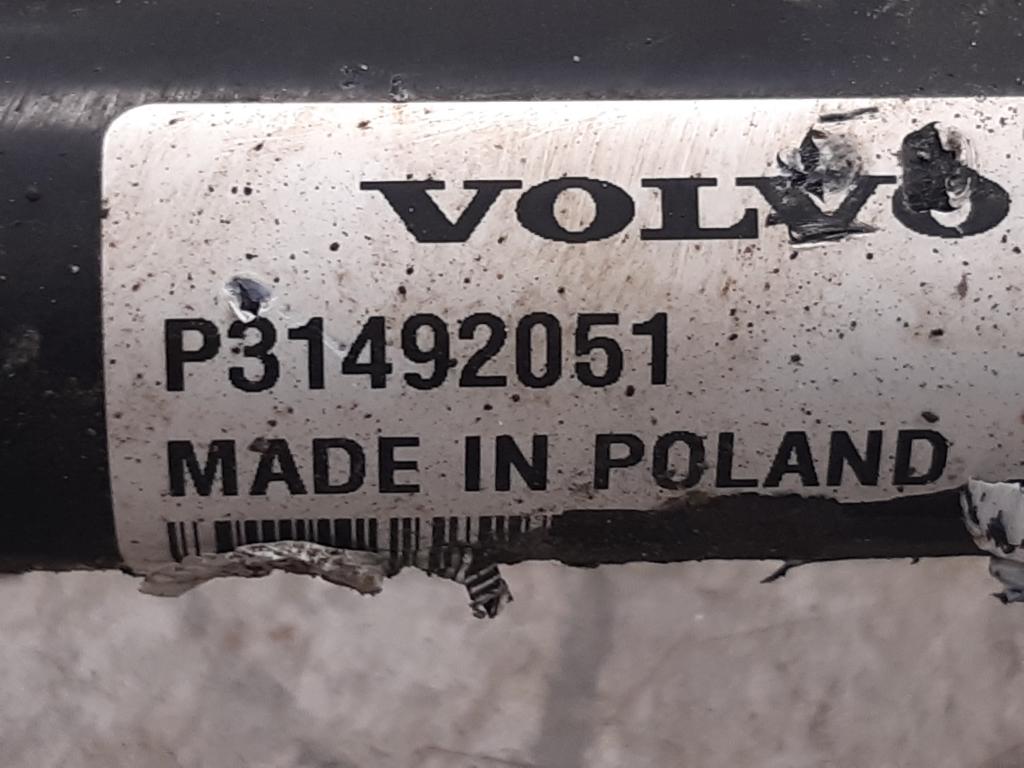 VOLVO
P31492051
MADE IN POLAND